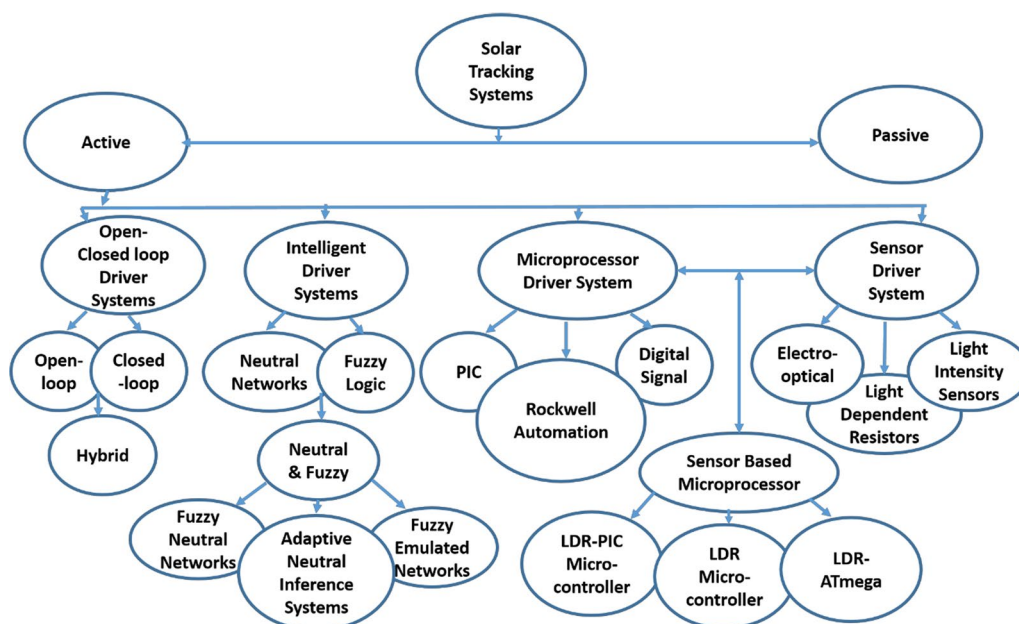 Solar
Tracking
Systems
Active
Passive
Open-
Closed loop
Driver
Systems
Intelligent
Driver
Systems
Microprocessor
Driver System
Sensor
Driver
System
Open-
loop
Closed
-loop
Neutral
Networks
Fuzzy
Logic
PIC
Rockwell
Automation
Digital
Signal
Electro-
optical
Light
Dependent
Resistors
Light
Intensity
Sensors
Hybrid
Neutral
& Fuzzy
Sensor Based
Microprocessor
Fuzzy
Neutral
Networks
Adaptive
Neutral
Inference
Systems
Fuzzy
Emulated
Networks
LDR-PIC
Micro-
controller
LDR
Micro-
controller
LDR-
ATmega